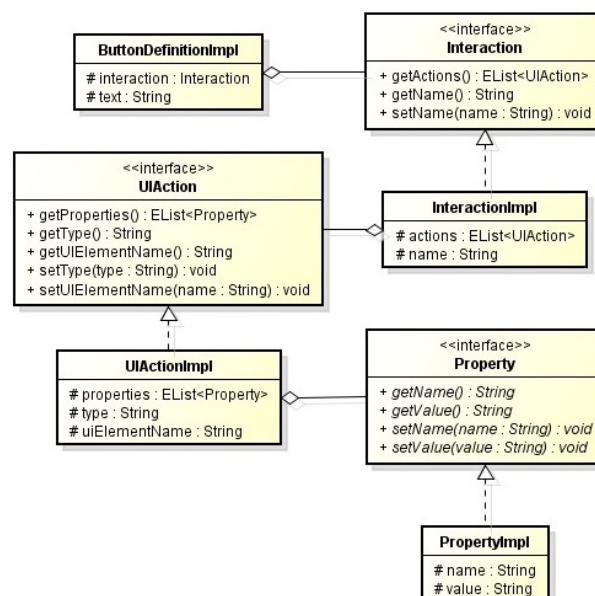 ButtonDefinitionImpl
# interaction : Interaction
# text : String
<<interface>>
Interaction
+ getActions() : EList<UIAction>
+ getName() : String
+ setName(name : String) : void
<<interface>>
UIAction
+ getProperties() : EList<Property>
+ getType() : String
+ getUIElementName() : String
+ setType(type : String) : void
+ setUIElementName(name : String) : void
InteractionImpl
# actions : EList<UIAction>
# name : String
UIActionImpl
# properties : EList<Property>
# type : String
# uiElementName : String
<<interface>>
Property
+ getName() : String
+ getValue() : String
+ setName(name : String) : void
+ setValue(value : String) : void
PropertyImpl
# name : String
# value : String